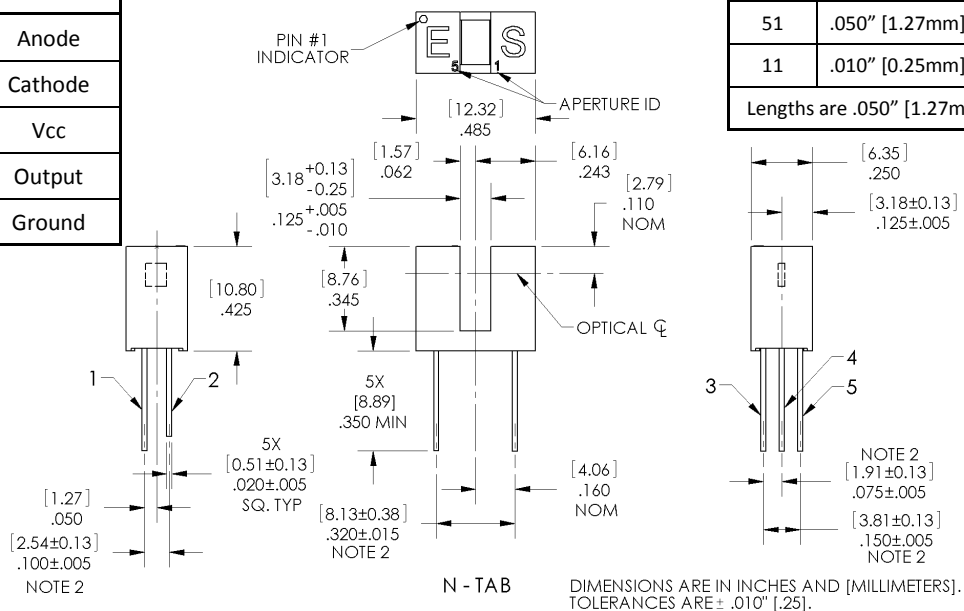 Anode
Cathode
Vcc
Output
Ground
51 .050” [1.27mm]
11 .010” [0.25mm]
Lengths are .050” [1.27m
PIN #1
INDICATOR
E S
5 1
APERTURE ID
[12.32]
.485
[1.57]
.062
[6.16]
.243
[3.18 +0.13 -0.25]
.125 +.005 -.010
[2.79]
.110
NOM
[6.35]
.250
[3.18±0.13]
.125±.005
[10.80]
.425
[8.76]
.345
OPTICAL ℄
1
2
5X
[8.89]
.350 MIN
3
4
5
5X
[0.51±0.13]
.020±.005
SQ. TYP
[1.27]
.050
[2.54±0.13]
.100±.005
NOTE 2
[8.13±0.38]
.320±.015
NOTE 2
[4.06]
.160
NOM
NOTE 2
[1.91±0.13]
.075±.005
[3.81±0.13]
.150±.005
NOTE 2
N - TAB
DIMENSIONS ARE IN INCHES AND [MILLIMETERS].
TOLERANCES ARE ± .010" [.25].